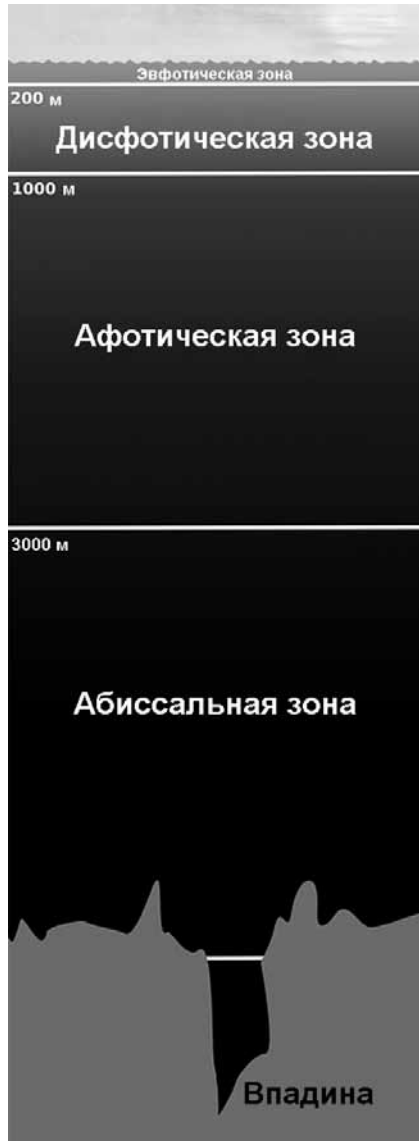 Эвфотическая зона
200 м
Дисфотическая зона
1000 м
Афотическая зона
3000 м
Абиссальная зона
Впадина